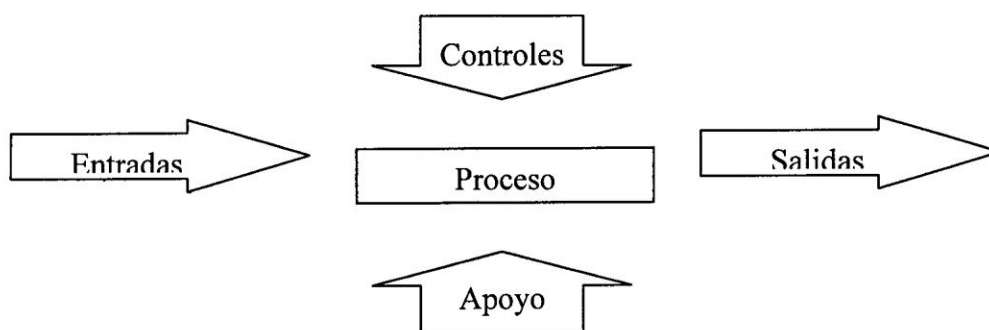 Controles
Entradas
Proceso
Salidas
Apoyo